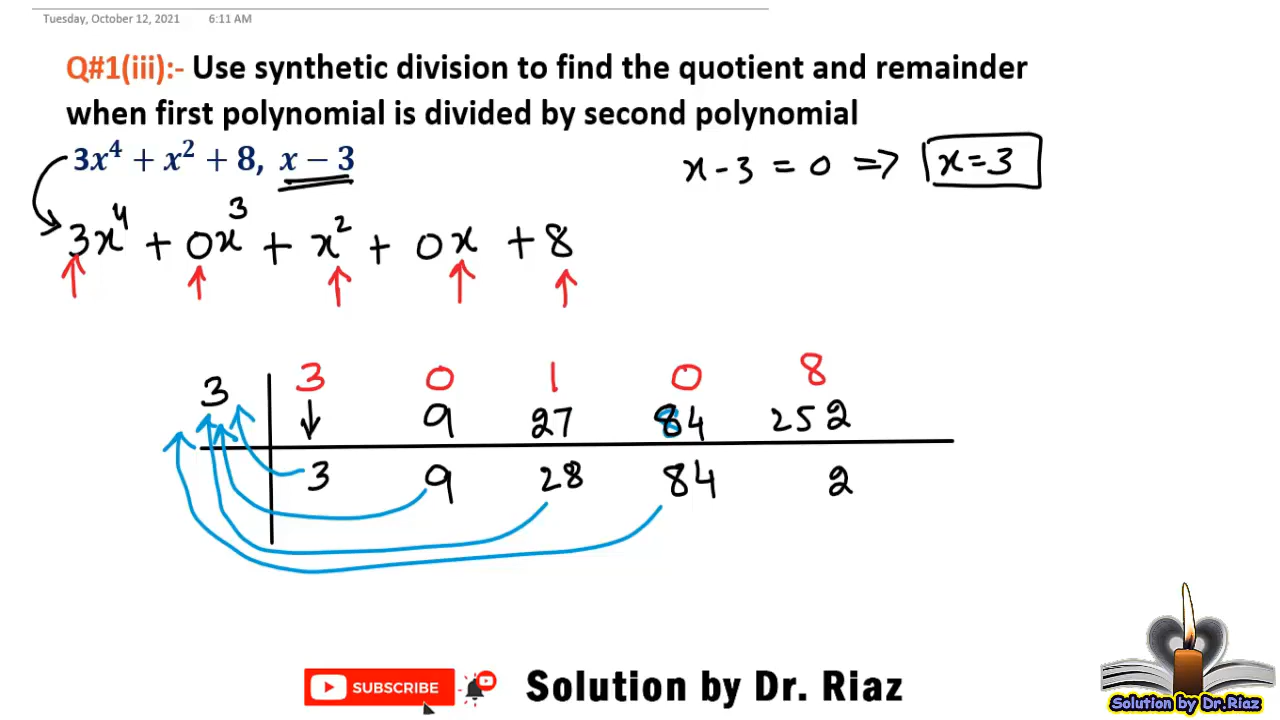 Tuesday, October 12, 2021 6:11 AM
Q#1(iii):- Use synthetic division to find the quotient and remainder
when first polynomial is divided by second polynomial
3x⁴ + x² + 8, x − 3
x - 3 = 0 => x = 3
3x⁴ + 0x³ + x² + 0x + 8
3 3 0 1 0 8
9 27 84 252
3 9 28 84 2
SUBSCRIBE
Solution by Dr. Riaz
Solution by Dr.Riaz